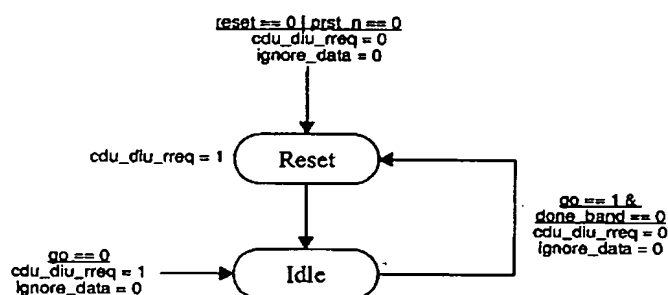 reset == 0 | prst_n == 0
cdu_diu_rreq = 0
ignore_data = 0
cdu_diu_rreq = 1
Reset
go == 1 &
done_band == 0
cdu_diu_rreq = 0
ignore_data = 0
go == 0
cdu_diu_rreq = 1
ignore_data = 0
Idle